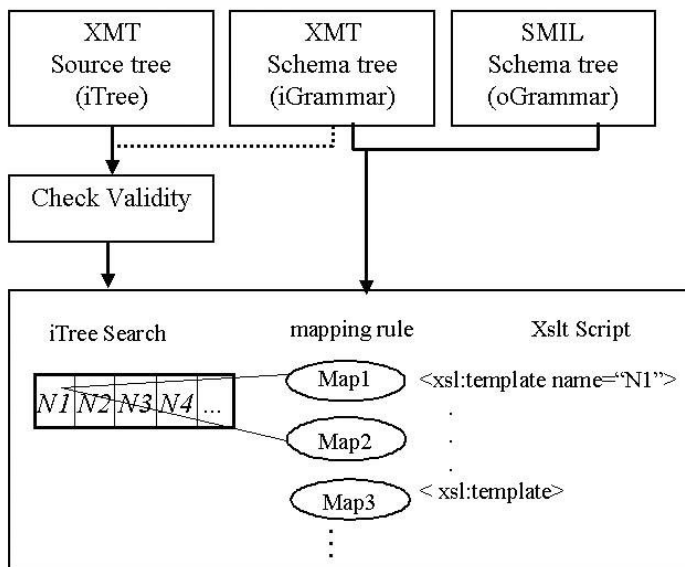 XMT
Source tree
(iTree)
XMT
Schema tree
(iGrammar)
SMIL
Schema tree
(oGrammar)
Check Validity
iTree Search
mapping rule
Xslt Script
N1 N2 N3 N4 ...
Map1
<xsl:template name=“N1”>
Map2
Map3
< xsl:template>